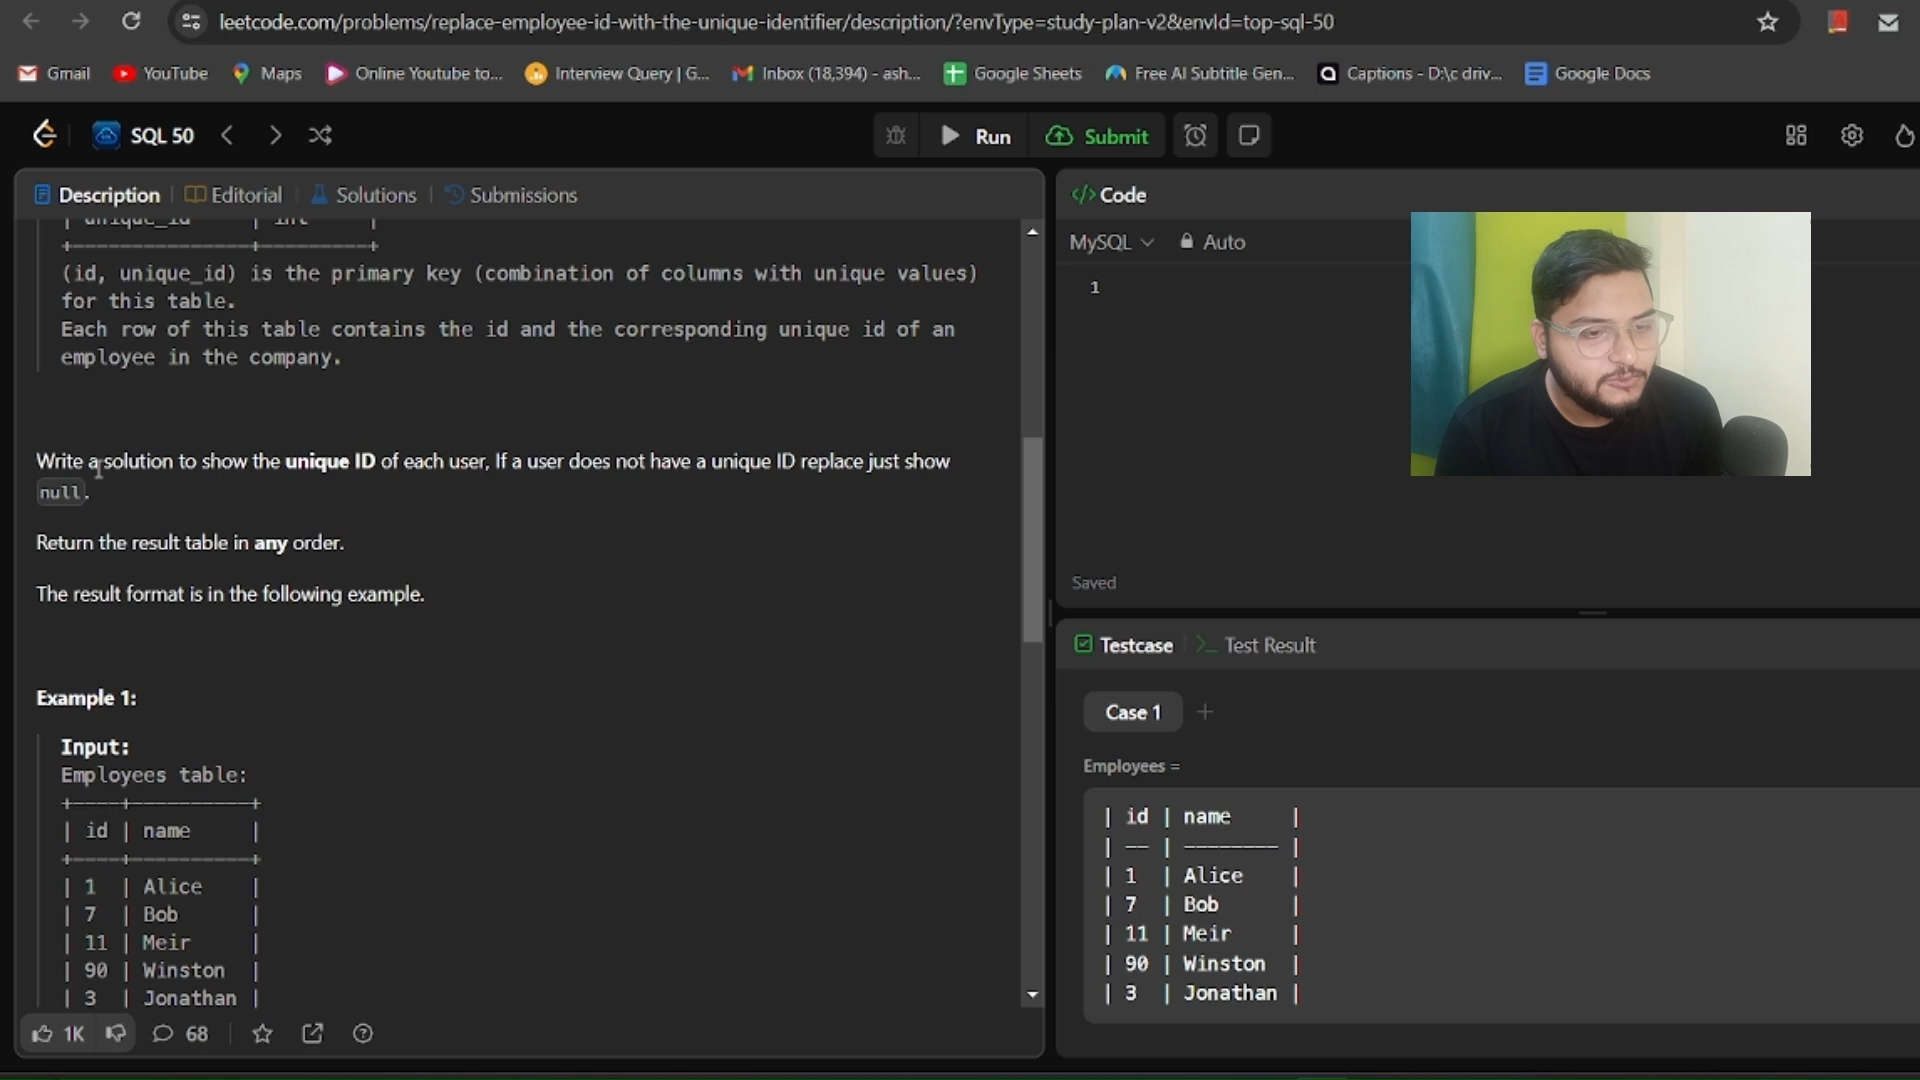 leetcode.com/problems/replace-employee-id-with-the-unique-identifier/description/?envType=study-plan-v2&envId=top-sql-50
Gmail YouTube Maps Online Youtube to... Interview Query | G... Inbox (18,394) - ash... Google Sheets Free AI Subtitle Gen... Captions - D:\c driv... Google Docs
SQL 50 Run Submit
Description | Editorial | Solutions | Submissions
| unique_id | int |
+---------------+---------+
(id, unique_id) is the primary key (combination of columns with unique values)
for this table.
Each row of this table contains the id and the corresponding unique id of an
employee in the company.
Write a solution to show the unique ID of each user, If a user does not have a unique ID replace just show
null.
Return the result table in any order.
The result format is in the following example.
Example 1:
Input:
Employees table:
+----+----------+
| id | name |
+----+----------+
| 1 | Alice |
| 7 | Bob |
| 11 | Meir |
| 90 | Winston |
| 3 | Jonathan |
1K 68
</> Code
MySQL Auto
1
Saved
Testcase >_ Test Result
Case 1 +
Employees =
| id | name |
| -- | -------- |
| 1 | Alice |
| 7 | Bob |
| 11 | Meir |
| 90 | Winston |
| 3 | Jonathan |